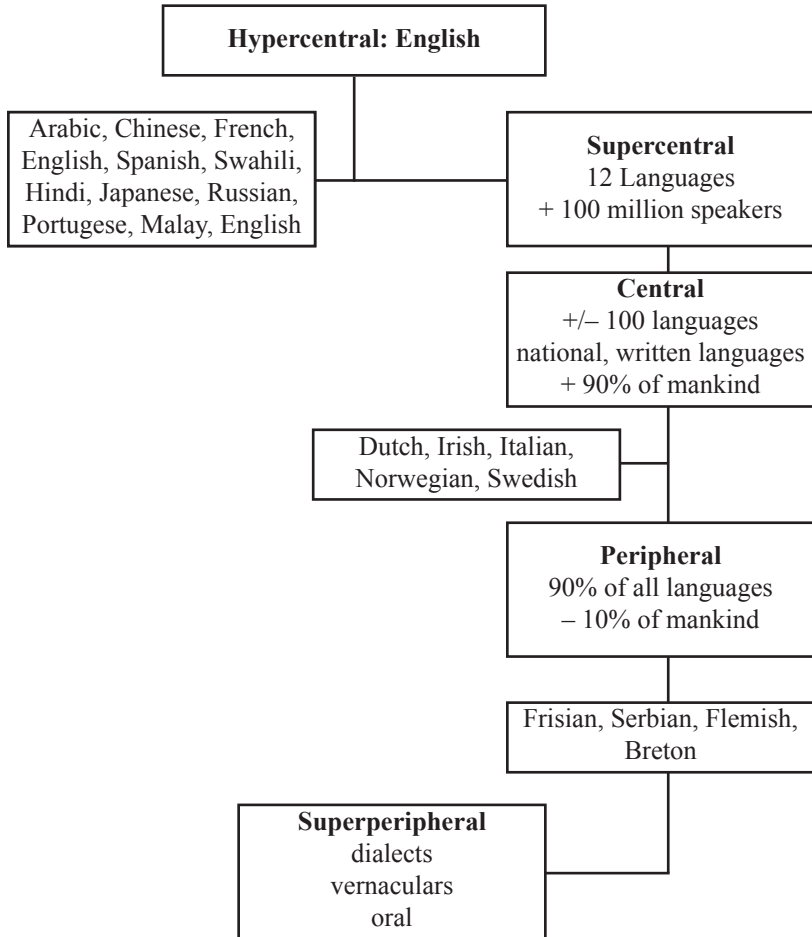 Hypercentral: English
Arabic, Chinese, French,
English, Spanish, Swahili,
Hindi, Japanese, Russian,
Portugese, Malay, English
Supercentral
12 Languages
+ 100 million speakers
Central
+/– 100 languages
national, written languages
+ 90% of mankind
Dutch, Irish, Italian,
Norwegian, Swedish
Peripheral
90% of all languages
– 10% of mankind
Frisian, Serbian, Flemish,
Breton
Superperipheral
dialects
vernaculars
oral